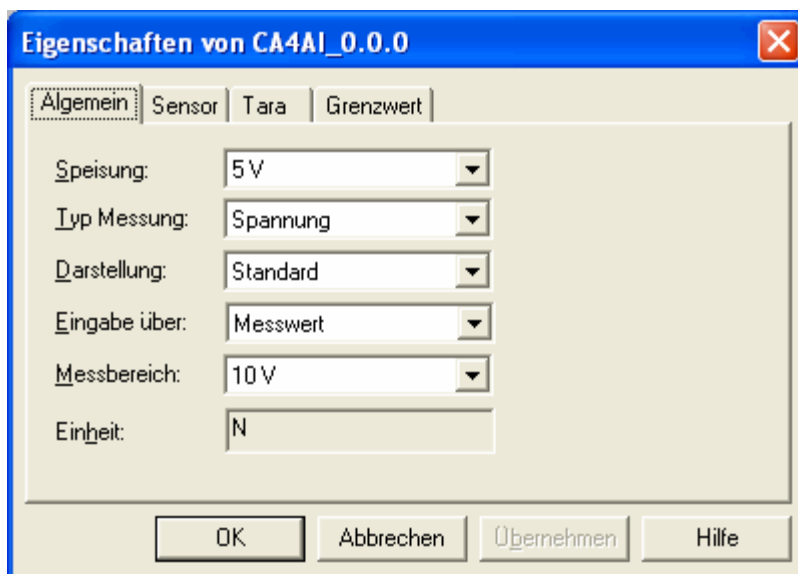 Eigenschaften von CA4AI_0.0.0
Algemein Sensor Tara Grenzwert
Speisung: 5 V
Typ Messung: Spannung
Darstellung: Standard
Eingabe über: Messwert
Messbereich: 10 V
Einheit: N
OK Abbrechen Übernehmen Hilfe